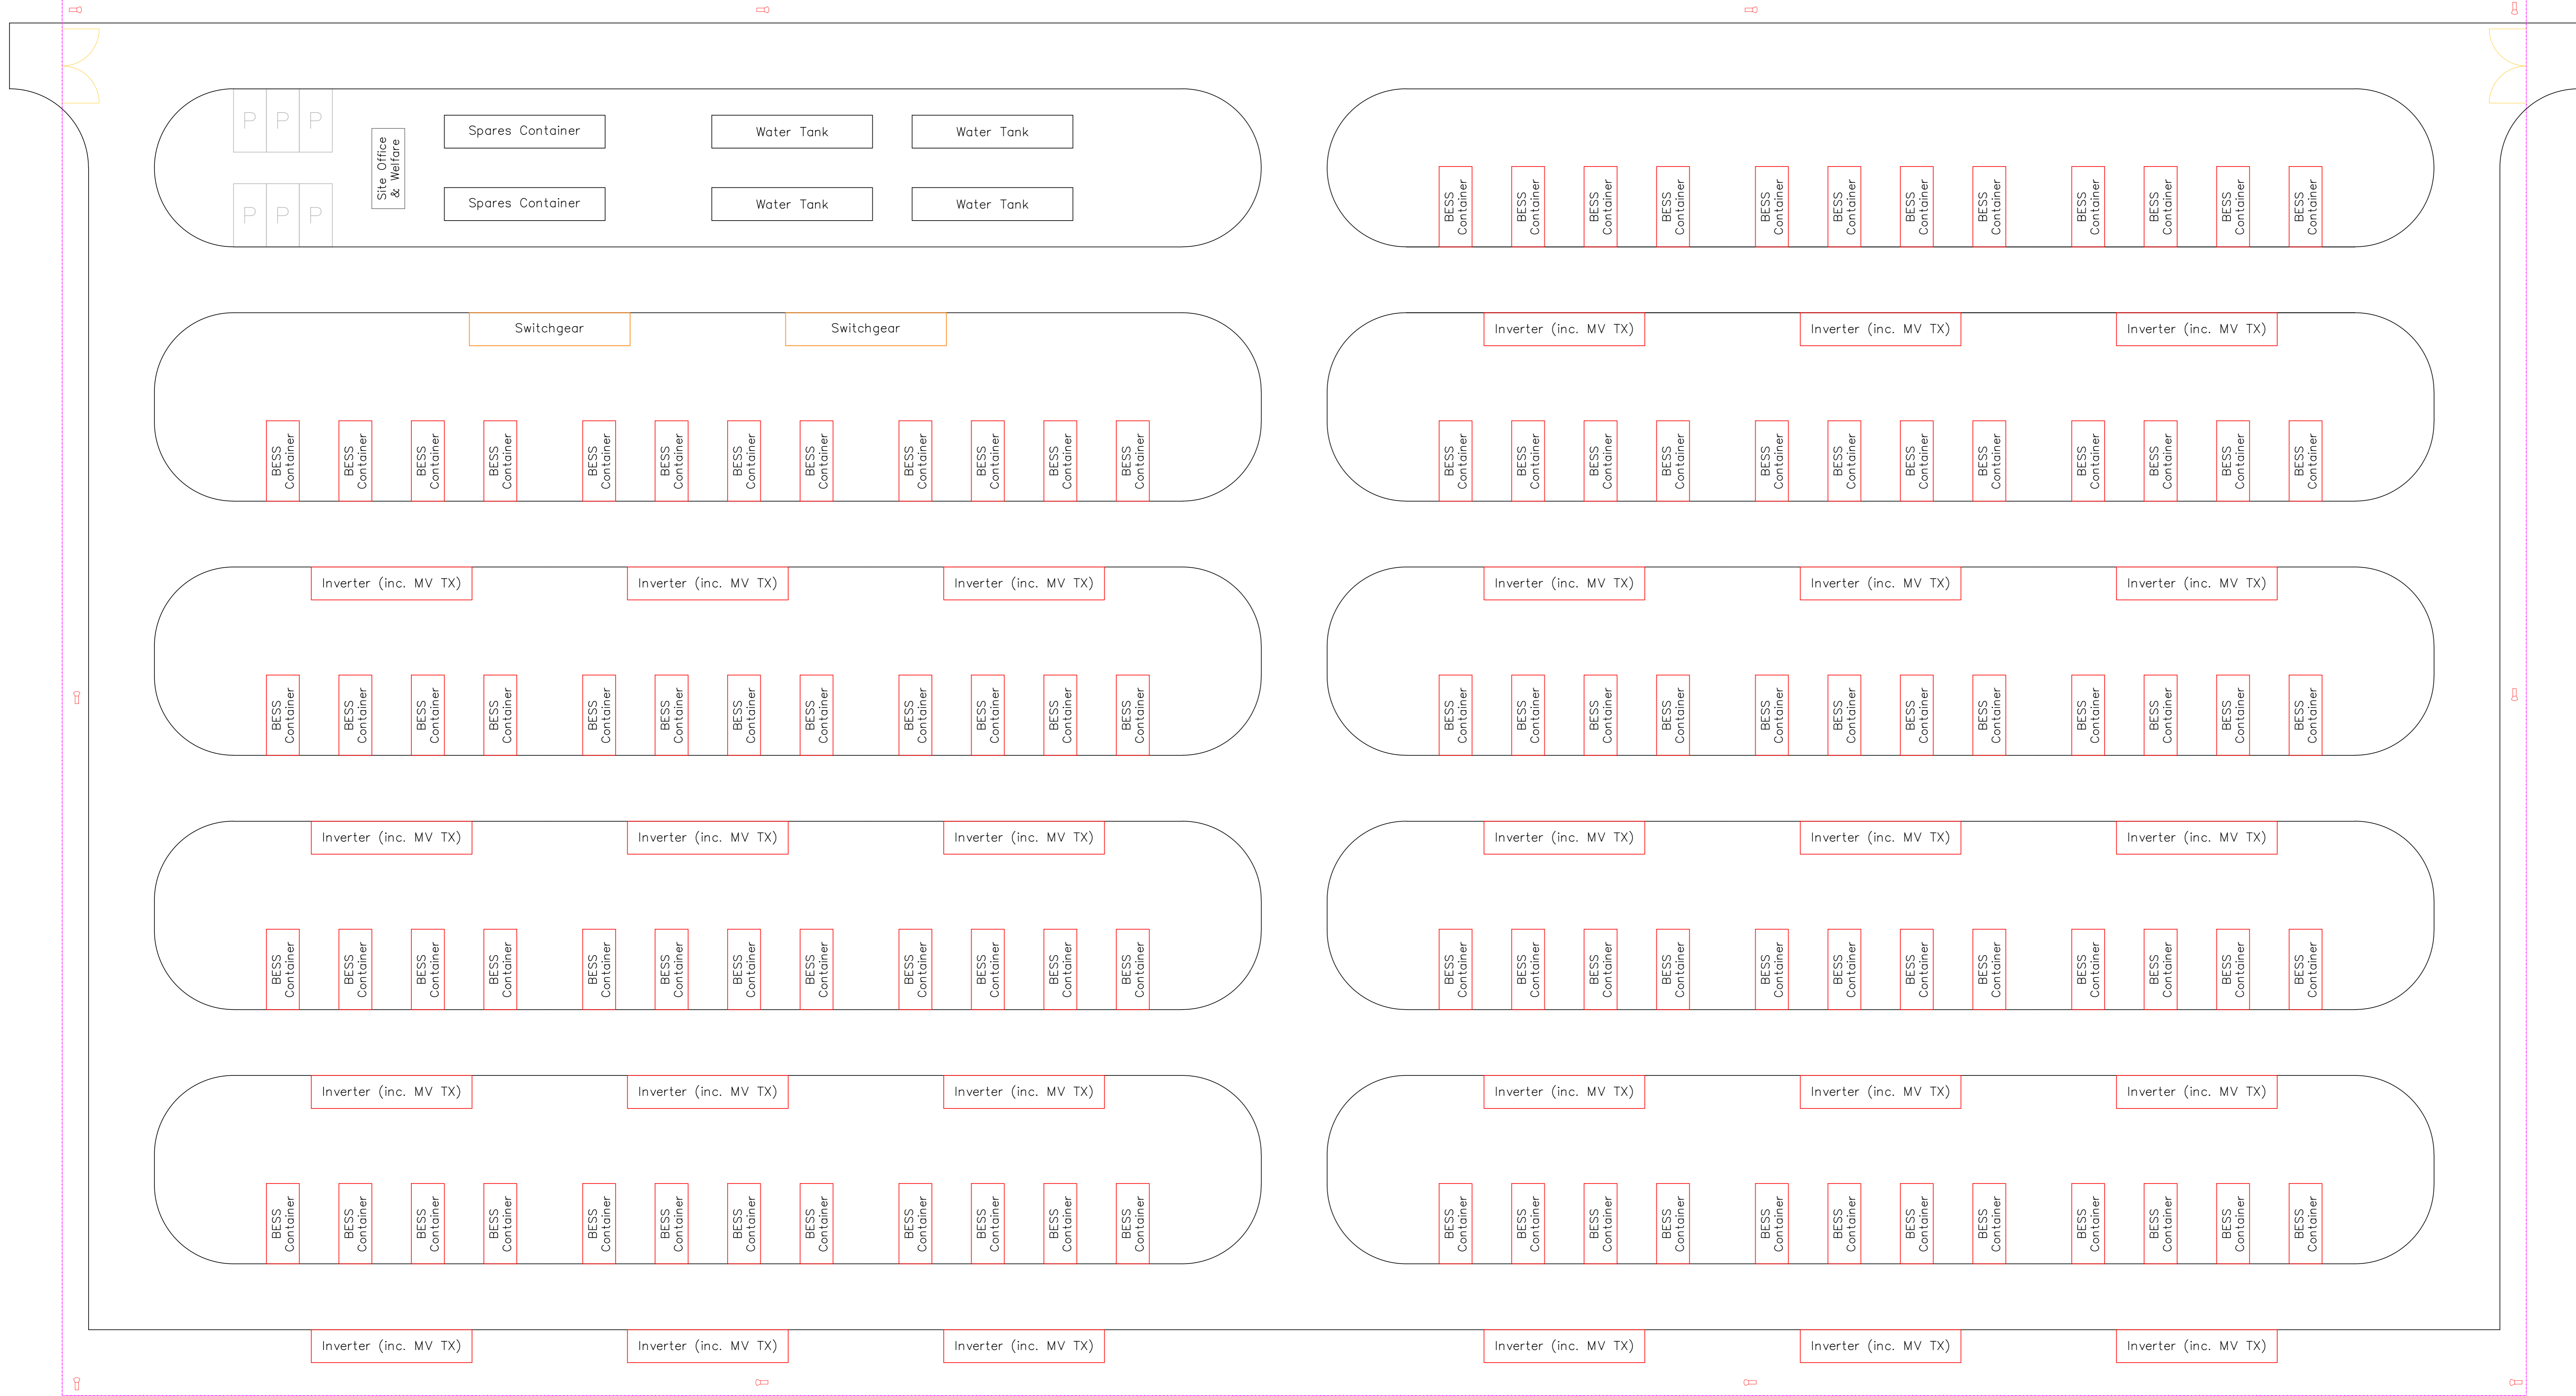 P P P
Spares Container Water Tank Water Tank
Site Office
& Welfare
P P P
Spares Container Water Tank Water Tank
BESS Container BESS Container BESS Container BESS Container BESS Container BESS Container BESS Container BESS Container BESS Container BESS Container BESS Container BESS Container
Switchgear Switchgear Inverter (inc. MV TX) Inverter (inc. MV TX) Inverter (inc. MV TX)
BESS Container BESS Container BESS Container BESS Container BESS Container BESS Container BESS Container BESS Container BESS Container BESS Container BESS Container BESS Container BESS Container BESS Container BESS Container BESS Container BESS Container BESS Container BESS Container BESS Container BESS Container BESS Container BESS Container BESS Container
Inverter (inc. MV TX) Inverter (inc. MV TX) Inverter (inc. MV TX) Inverter (inc. MV TX) Inverter (inc. MV TX) Inverter (inc. MV TX)
BESS Container BESS Container BESS Container BESS Container BESS Container BESS Container BESS Container BESS Container BESS Container BESS Container BESS Container BESS Container BESS Container BESS Container BESS Container BESS Container BESS Container BESS Container BESS Container BESS Container BESS Container BESS Container BESS Container BESS Container
Inverter (inc. MV TX) Inverter (inc. MV TX) Inverter (inc. MV TX) Inverter (inc. MV TX) Inverter (inc. MV TX) Inverter (inc. MV TX)
BESS Container BESS Container BESS Container BESS Container BESS Container BESS Container BESS Container BESS Container BESS Container BESS Container BESS Container BESS Container BESS Container BESS Container BESS Container BESS Container BESS Container BESS Container BESS Container BESS Container BESS Container BESS Container BESS Container BESS Container
Inverter (inc. MV TX) Inverter (inc. MV TX) Inverter (inc. MV TX) Inverter (inc. MV TX) Inverter (inc. MV TX) Inverter (inc. MV TX)
BESS Container BESS Container BESS Container BESS Container BESS Container BESS Container BESS Container BESS Container BESS Container BESS Container BESS Container BESS Container BESS Container BESS Container BESS Container BESS Container BESS Container BESS Container BESS Container BESS Container BESS Container BESS Container BESS Container BESS Container
Inverter (inc. MV TX) Inverter (inc. MV TX) Inverter (inc. MV TX) Inverter (inc. MV TX) Inverter (inc. MV TX) Inverter (inc. MV TX)